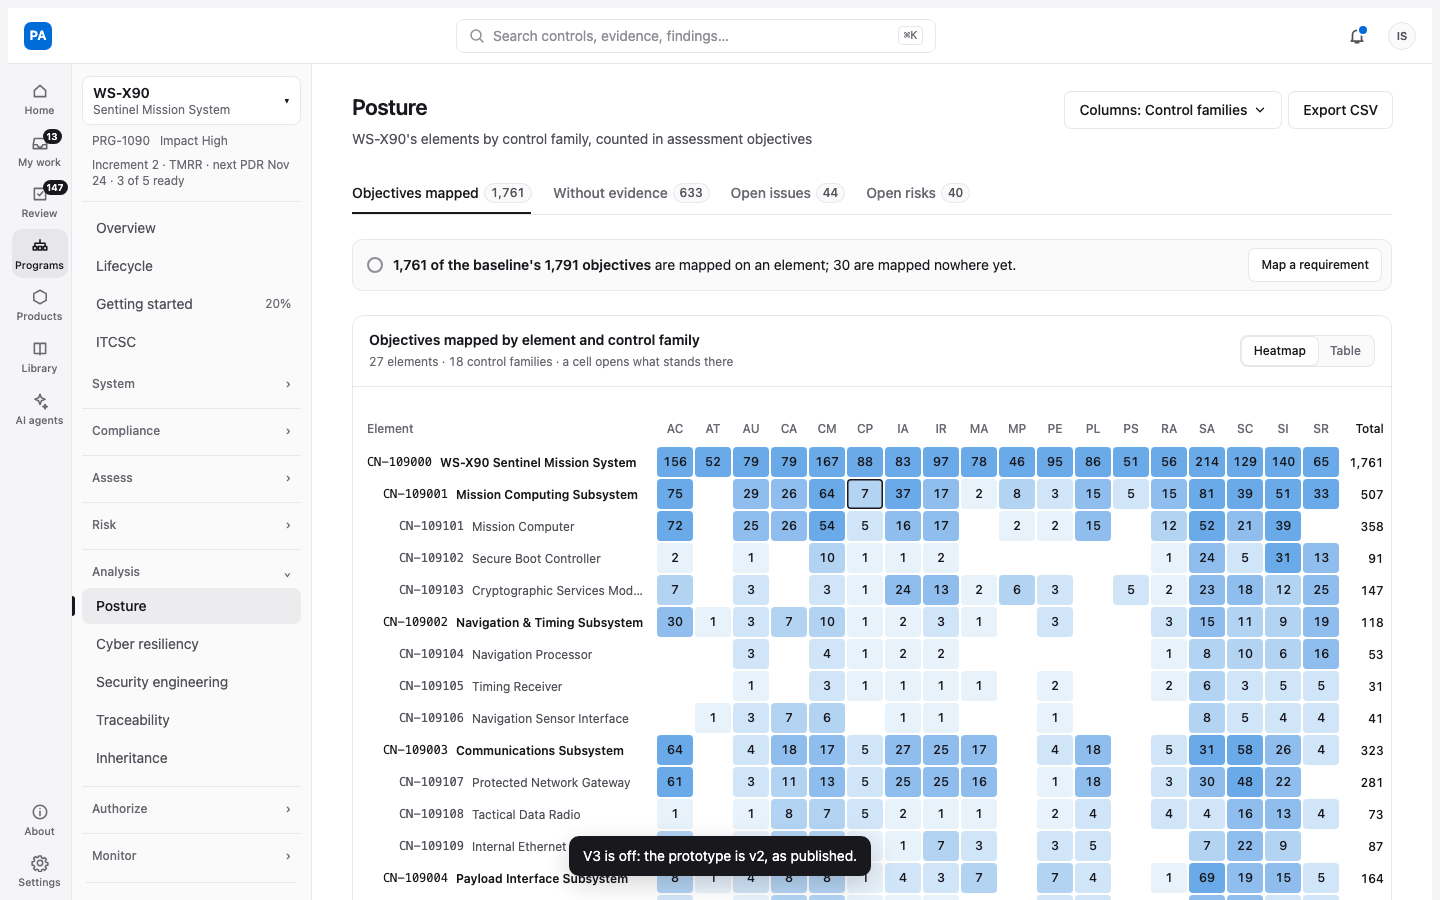 PA
Search controls, evidence, findings...
⌘K
IS
Home
13
My work
147
Review
Programs
Products
Library
AI agents
About
Settings
WS-X90
Sentinel Mission System
PRG-1090 Impact High
Increment 2 · TMRR · next PDR Nov
24 · 3 of 5 ready
Overview
Lifecycle
Getting started 20%
ITCSC
System
Compliance
Assess
Risk
Analysis
Posture
Cyber resiliency
Security engineering
Traceability
Inheritance
Authorize
Monitor
Posture
WS-X90's elements by control family, counted in assessment objectives
Columns: Control families
Export CSV
Objectives mapped 1,761 Without evidence 633 Open issues 44 Open risks 40
1,761 of the baseline's 1,791 objectives are mapped on an element; 30 are mapped nowhere yet.
Map a requirement
Objectives mapped by element and control family
27 elements · 18 control families · a cell opens what stands there
Heatmap Table
Element AC AT AU CA CM CP IA IR MA MP PE PL PS RA SA SC SI SR Total
CN-109000 WS-X90 Sentinel Mission System 156 52 79 79 167 88 83 97 78 46 95 86 51 56 214 129 140 65 1,761
CN-109001 Mission Computing Subsystem 75 29 26 64 7 37 17 2 8 3 15 5 15 81 39 51 33 507
CN-109101 Mission Computer 72 25 26 54 5 16 17 2 2 15 12 52 21 39 358
CN-109102 Secure Boot Controller 2 1 10 1 1 2 1 24 5 31 13 91
CN-109103 Cryptographic Services Mod... 7 3 3 1 24 13 2 6 3 5 2 23 18 12 25 147
CN-109002 Navigation & Timing Subsystem 30 1 3 7 10 1 2 3 1 3 3 15 11 9 19 118
CN-109104 Navigation Processor 3 4 1 2 2 1 8 10 6 16 53
CN-109105 Timing Receiver 1 3 1 1 1 1 2 2 6 3 5 5 31
CN-109106 Navigation Sensor Interface 1 3 7 6 1 1 1 8 5 4 4 41
CN-109003 Communications Subsystem 64 4 18 17 5 27 25 17 4 18 5 31 58 26 4 323
CN-109107 Protected Network Gateway 61 3 11 13 5 25 25 16 1 18 3 30 48 22 281
CN-109108 Tactical Data Radio 1 1 8 7 5 2 1 1 2 4 4 4 16 13 4 73
CN-109109 Internal Ethernet 1 7 3 3 5 7 22 9 87
CN-109004 Payload Interface Subsystem 4 3 7 7 4 1 69 19 15 5 164
V3 is off: the prototype is v2, as published.